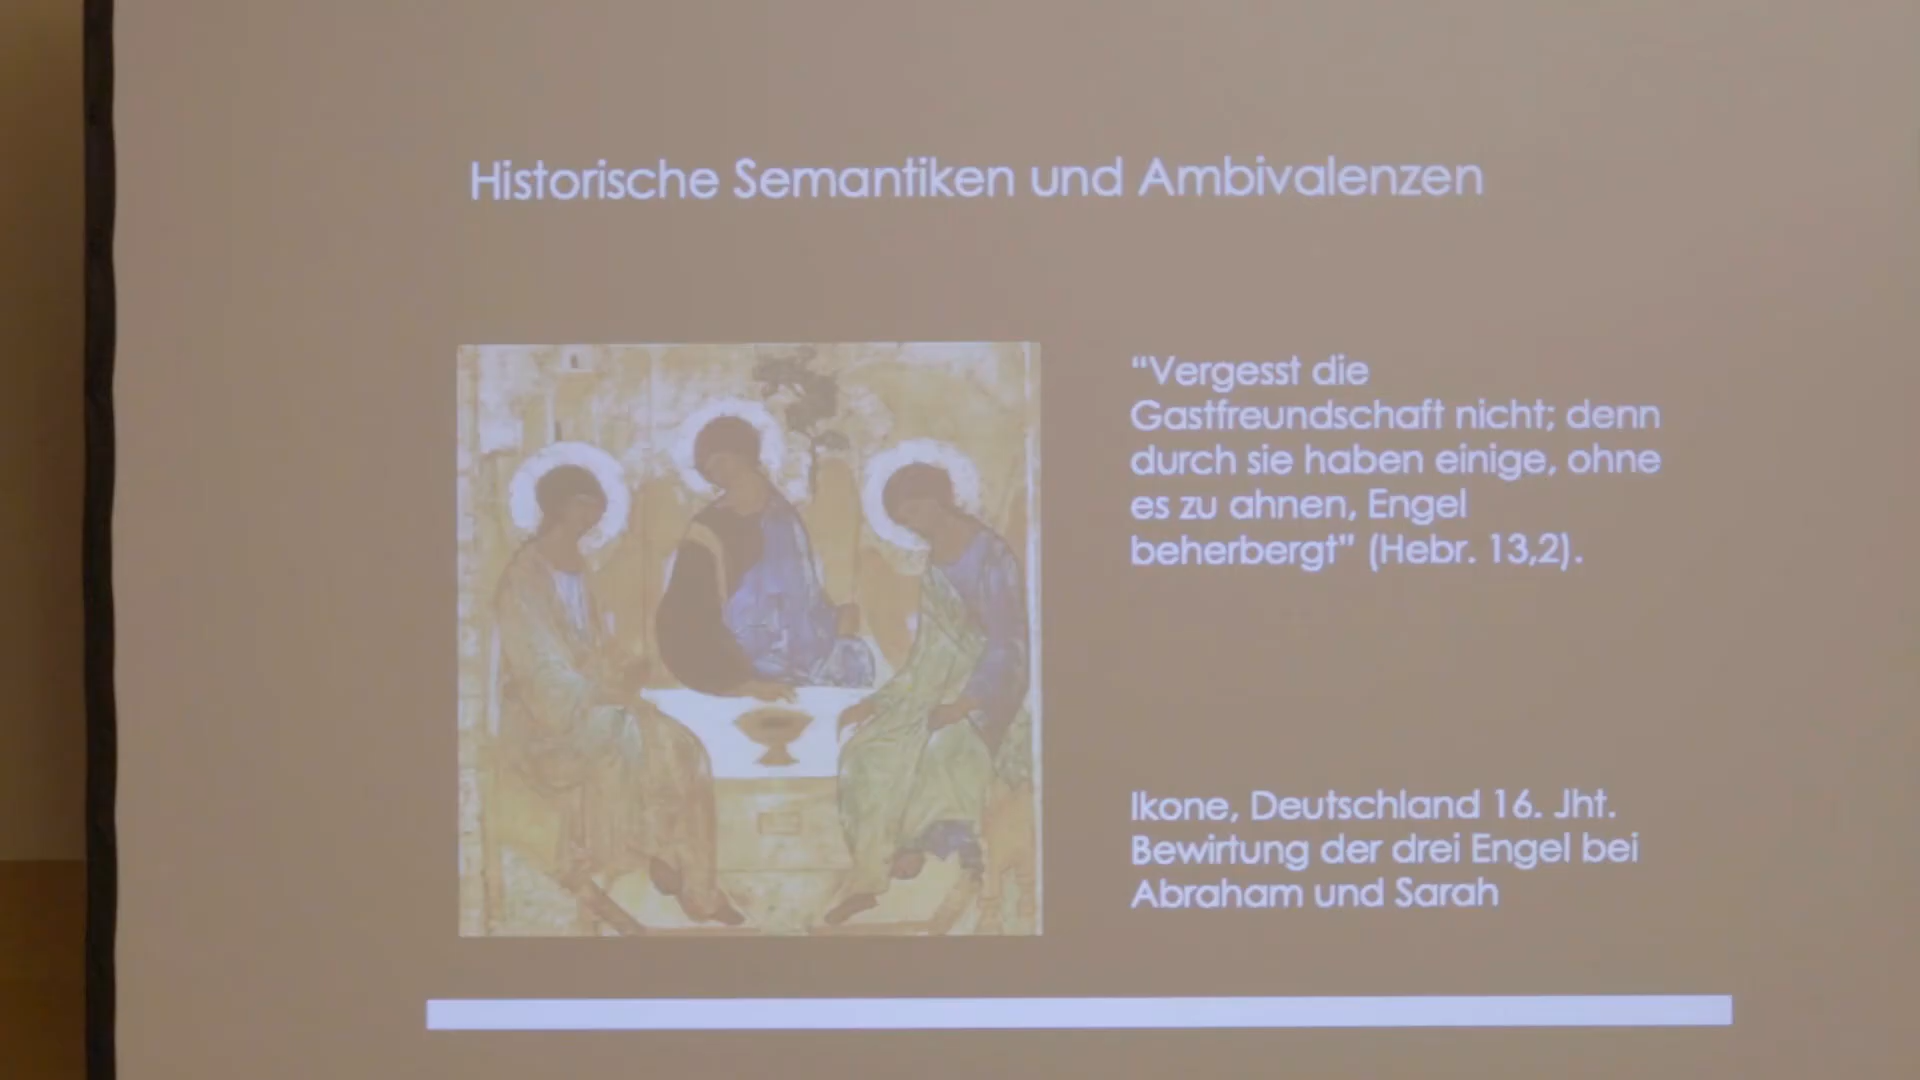 Historische Semantiken und Ambivalenzen
“Vergesst die
Gastfreundschaft nicht; denn
durch sie haben einige, ohne
es zu ahnen, Engel
beherbergt” (Hebr. 13,2).
Ikone, Deutschland 16. Jht.
Bewirtung der drei Engel bei
Abraham und Sarah